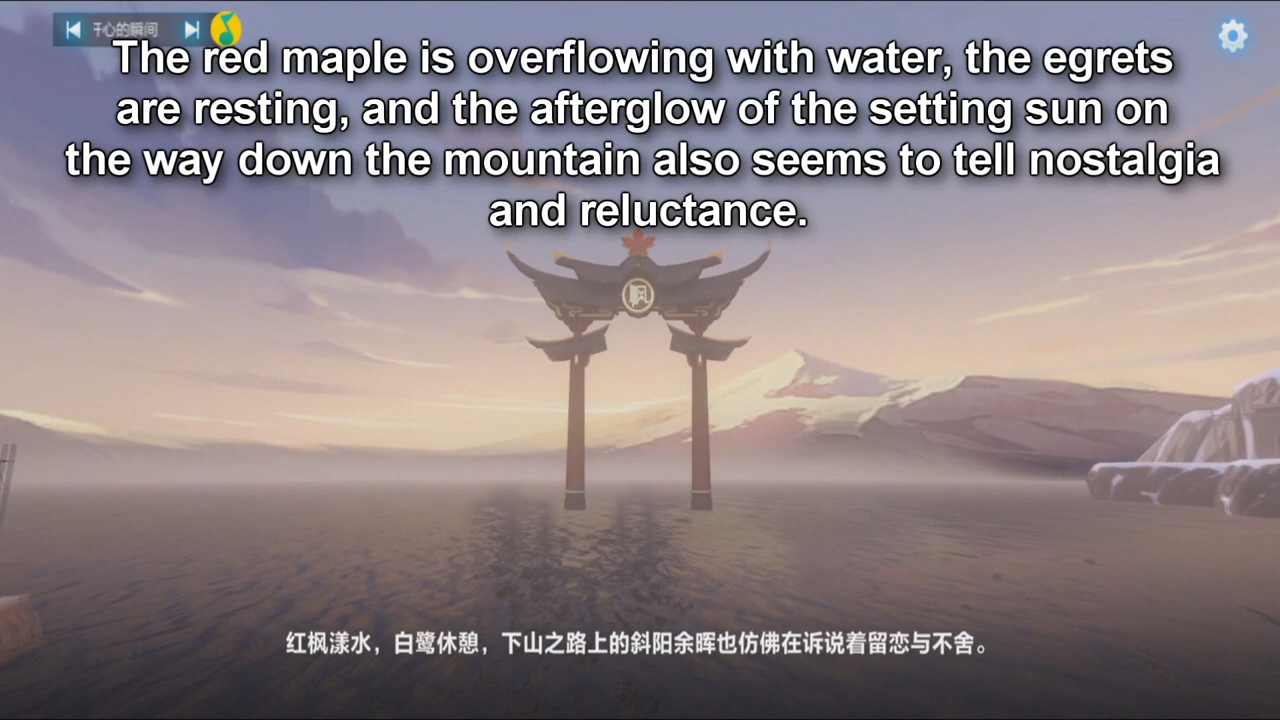 心的瞬间
The red maple is overflowing with water, the egrets
are resting, and the afterglow of the setting sun on
the way down the mountain also seems to tell nostalgia
and reluctance.
枫
红枫漾水，白鹭休憩，下山之路上的斜阳余晖也仿佛在诉说着留恋与不舍。